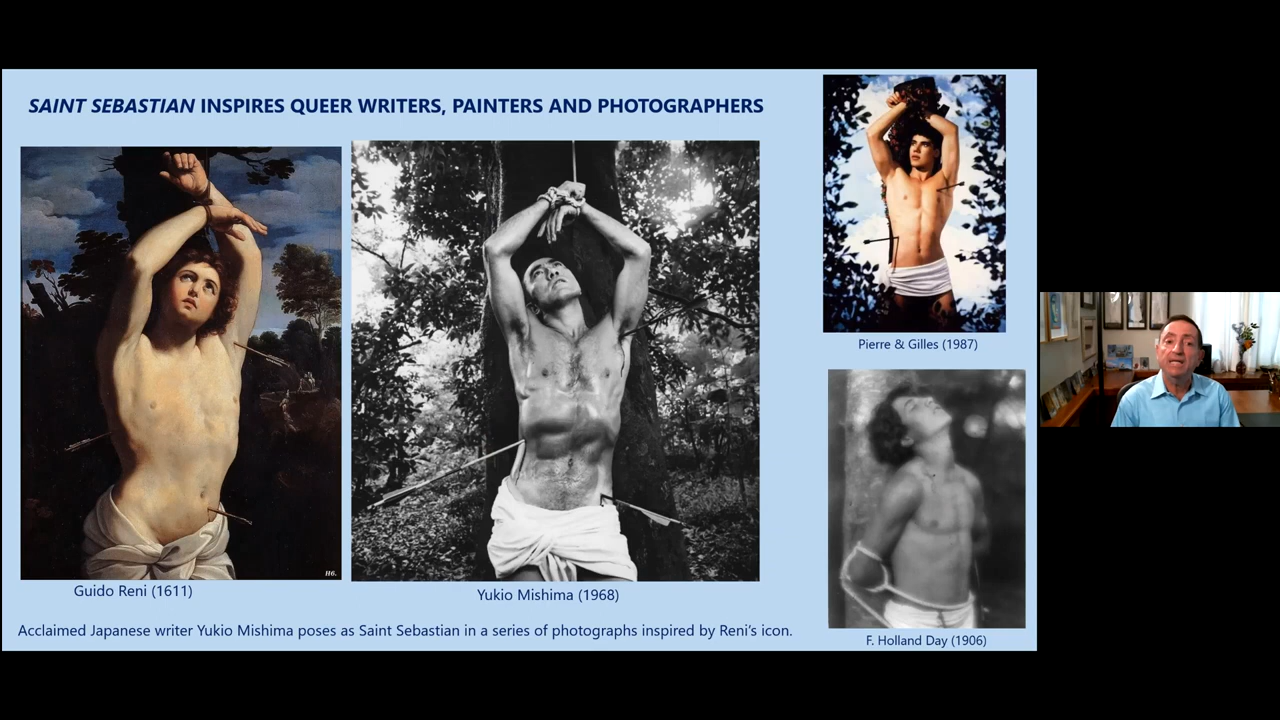 SAINT SEBASTIAN INSPIRES QUEER WRITERS, PAINTERS AND PHOTOGRAPHERS
Guido Reni (1611)
Yukio Mishima (1968)
Acclaimed Japanese writer Yukio Mishima poses as Saint Sebastian in a series of photographs inspired by Reni's icon.
Pierre & Gilles (1987)
F. Holland Day (1906)